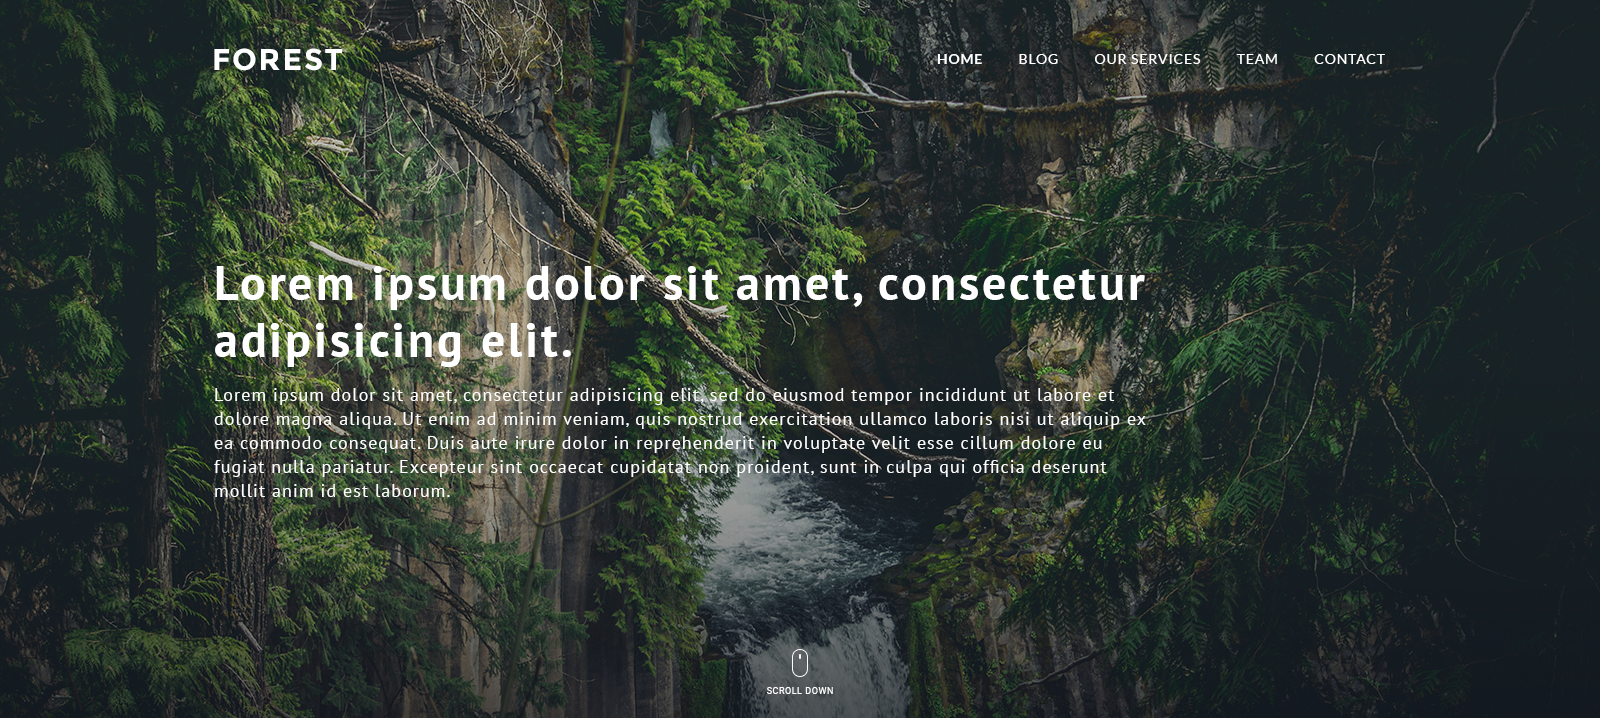 FOREST
HOME BLOG OUR SERVICES TEAM CONTACT
Lorem ipsum dolor sit amet, consectetur
adipisicing elit.
Lorem ipsum dolor sit amet, consectetur adipisicing elit, sed do eiusmod tempor incididunt ut labore et
dolore magna aliqua. Ut enim ad minim veniam, quis nostrud exercitation ullamco laboris nisi ut aliquip ex
ea commodo consequat. Duis aute irure dolor in reprehenderit in voluptate velit esse cillum dolore eu
fugiat nulla pariatur. Excepteur sint occaecat cupidatat non proident, sunt in culpa qui officia deserunt
mollit anim id est laborum.
SCROLL DOWN